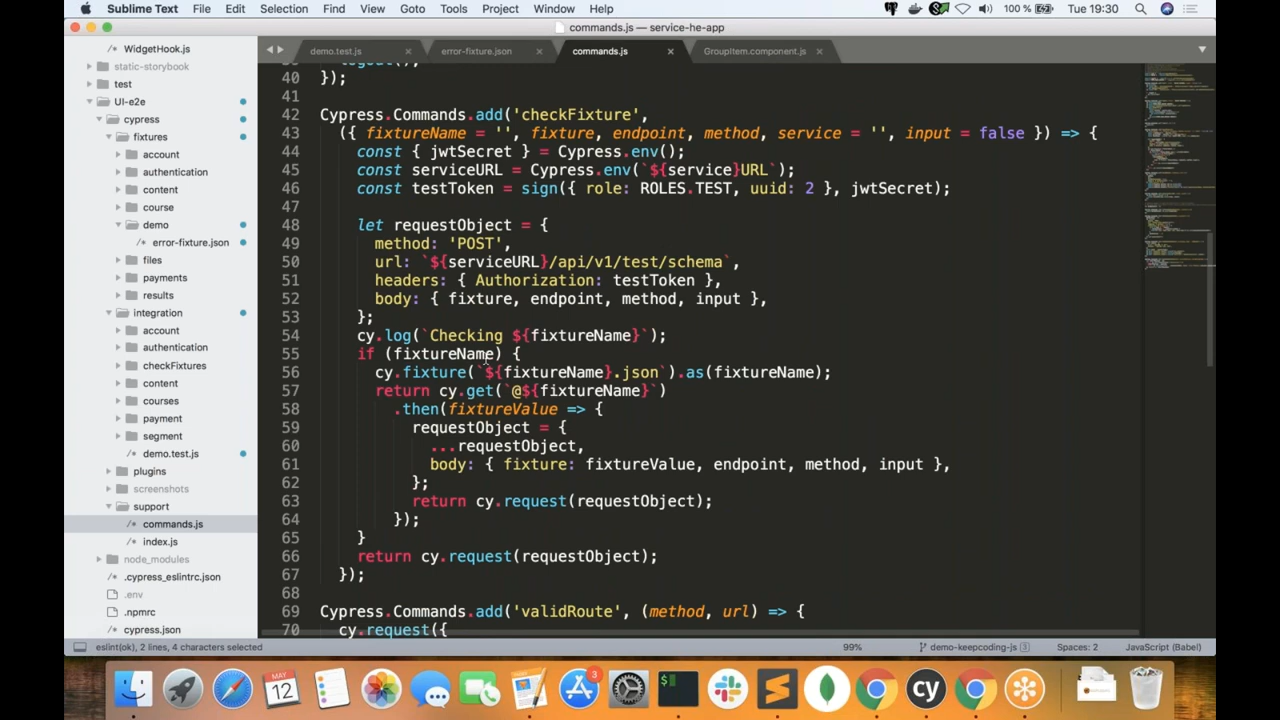 Sublime Text File Edit Selection Find View Goto Tools Project Window Help 100 % Tue 19:30
commands.js — service-he-app
WidgetHook.js
static-storybook
test
UI-e2e
cypress
fixtures
account
authentication
content
course
demo
error-fixture.json
files
payments
results
integration
account
authentication
checkFixtures
content
courses
payment
segment
demo.test.js
plugins
screenshots
support
commands.js
index.js
node_modules
.cypress_eslintrc.json
.env
.npmrc
cypress.json
demo.test.js error-fixture.json commands.js GroupItem.component.js
40 });
41
42 Cypress.Commands.add('checkFixture',
43 ({ fixtureName = '', fixture, endpoint, method, service = '', input = false }) => {
44 const { jwtSecret } = Cypress.env();
45 const serviceURL = Cypress.env(`${service}URL`);
46 const testToken = sign({ role: ROLES.TEST, uuid: 2 }, jwtSecret);
47
48 let requestObject = {
49 method: 'POST',
50 url: `${serviceURL}/api/v1/test/schema`,
51 headers: { Authorization: testToken },
52 body: { fixture, endpoint, method, input },
53 };
54 cy.log(`Checking ${fixtureName}`);
55 if (fixtureName) {
56 cy.fixture(`${fixtureName}.json`).as(fixtureName);
57 return cy.get(`@${fixtureName}`)
58 .then(fixtureValue => {
59 requestObject = {
60 ...requestObject,
61 body: { fixture: fixtureValue, endpoint, method, input },
62 };
63 return cy.request(requestObject);
64 });
65 }
66 return cy.request(requestObject);
67 });
68
69 Cypress.Commands.add('validRoute', (method, url) => {
70 cy.request({
eslint(ok), 2 lines, 4 characters selected 99% demo-keepcoding-js 3 Spaces: 2 JavaScript (Babel)
MAY
12
3
cy